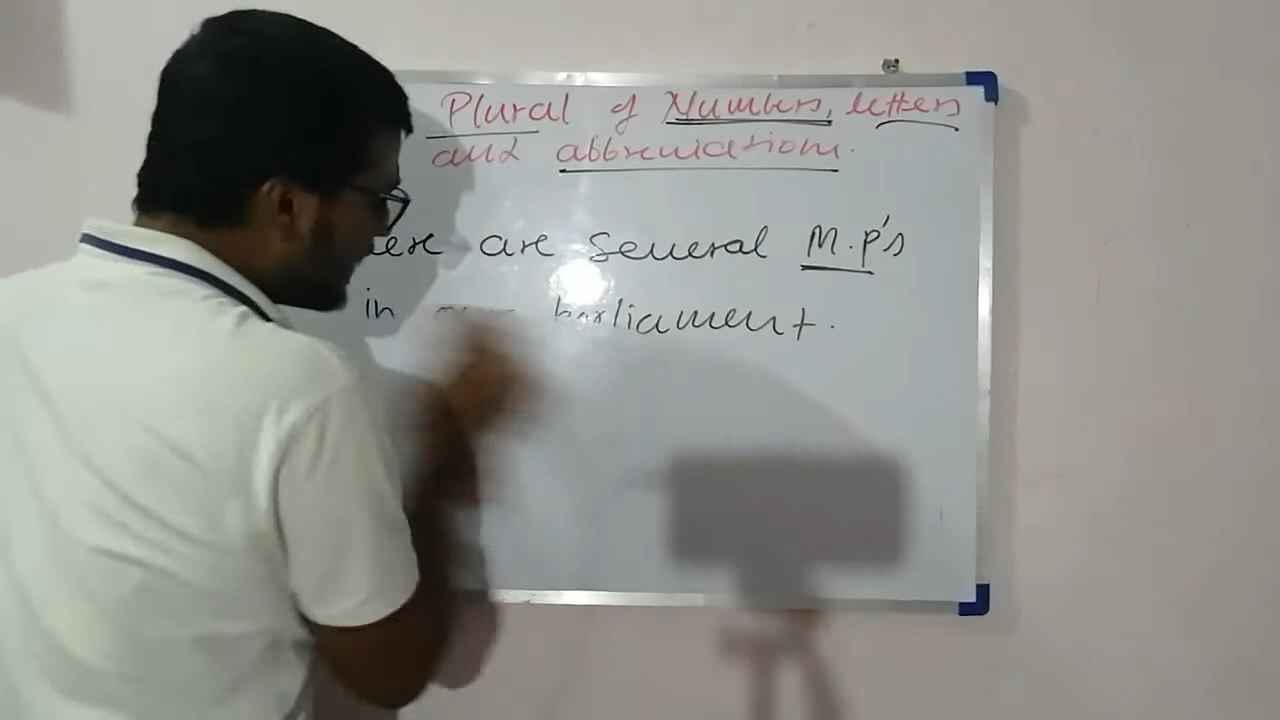 Plural of Numbers, letters
and abbreviations.
are several M.P's
in parliament.